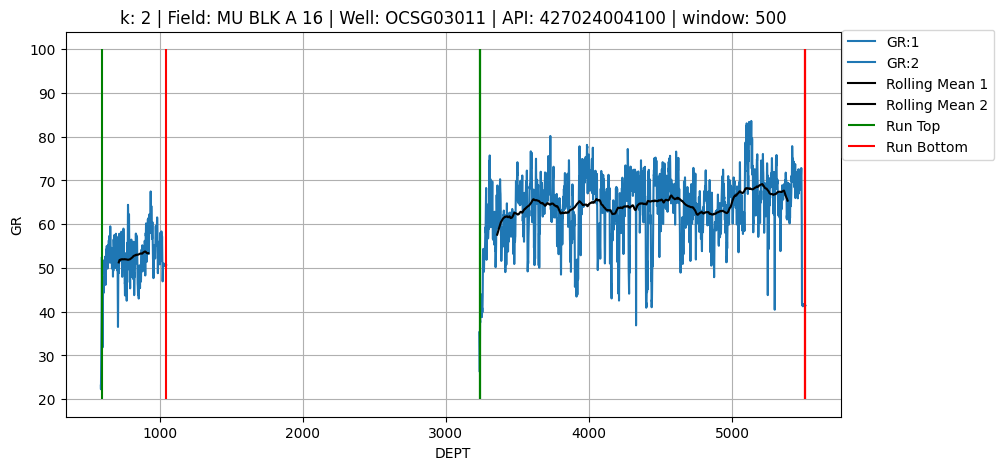 k: 2 | Field: MU BLK A 16 | Well: OCSG03011 | API: 427024004100 | window: 500
GR:1
GR:2
Rolling Mean 1
Rolling Mean 2
Run Top
Run Bottom
100
90
80
70
60
50
40
30
20
GR
1000 2000 3000 4000 5000
DEPT